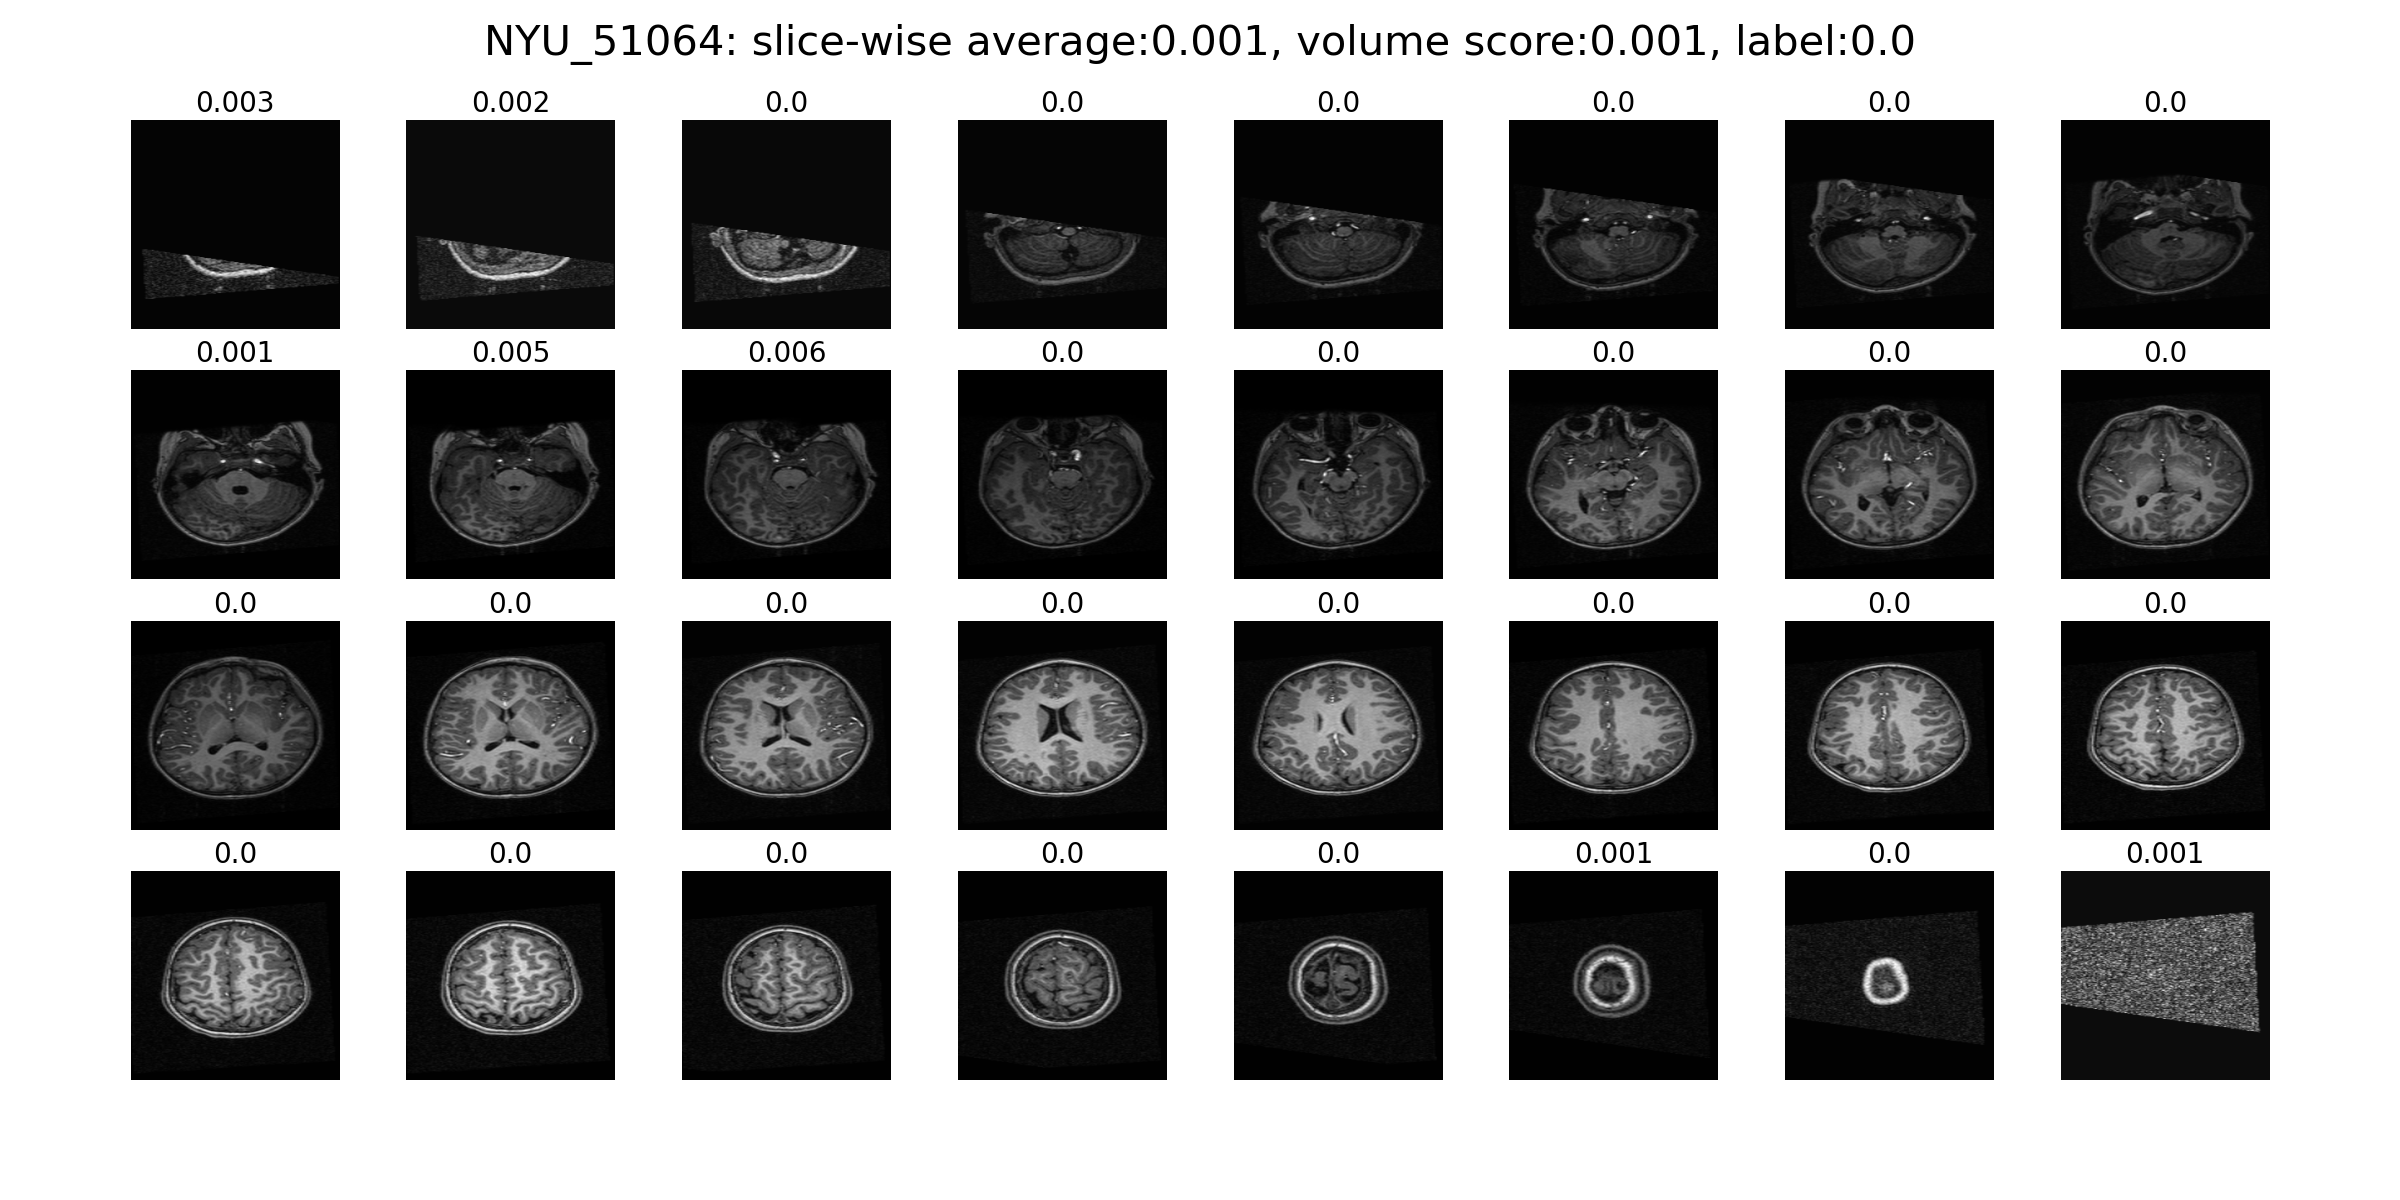 NYU_51064: slice-wise average:0.001, volume score:0.001, label:0.0
0.003 0.002 0.0 0.0 0.0 0.0 0.0 0.0
0.001 0.005 0.006 0.0 0.0 0.0 0.0 0.0
0.0 0.0 0.0 0.0 0.0 0.0 0.0 0.0
0.0 0.0 0.0 0.0 0.0 0.001 0.0 0.001